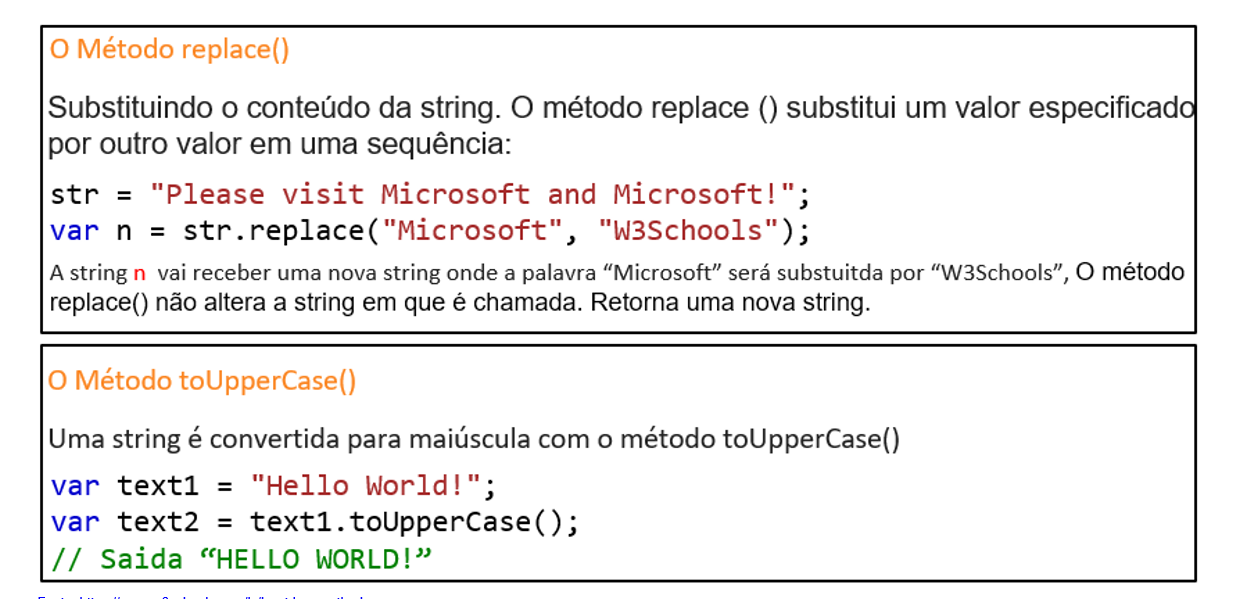 O Método replace()
Substituindo o conteúdo da string. O método replace () substitui um valor especificado
por outro valor em uma sequência:
str = "Please visit Microsoft and Microsoft!";
var n = str.replace("Microsoft", "W3Schools");
A string n vai receber uma nova string onde a palavra “Microsoft” será substuitda por “W3Schools”, O método
replace() não altera a string em que é chamada. Retorna uma nova string.
O Método toUpperCase()
Uma string é convertida para maiúscula com o método toUpperCase()
var text1 = "Hello World!";
var text2 = text1.toUpperCase();
// Saida “HELLO WORLD!”